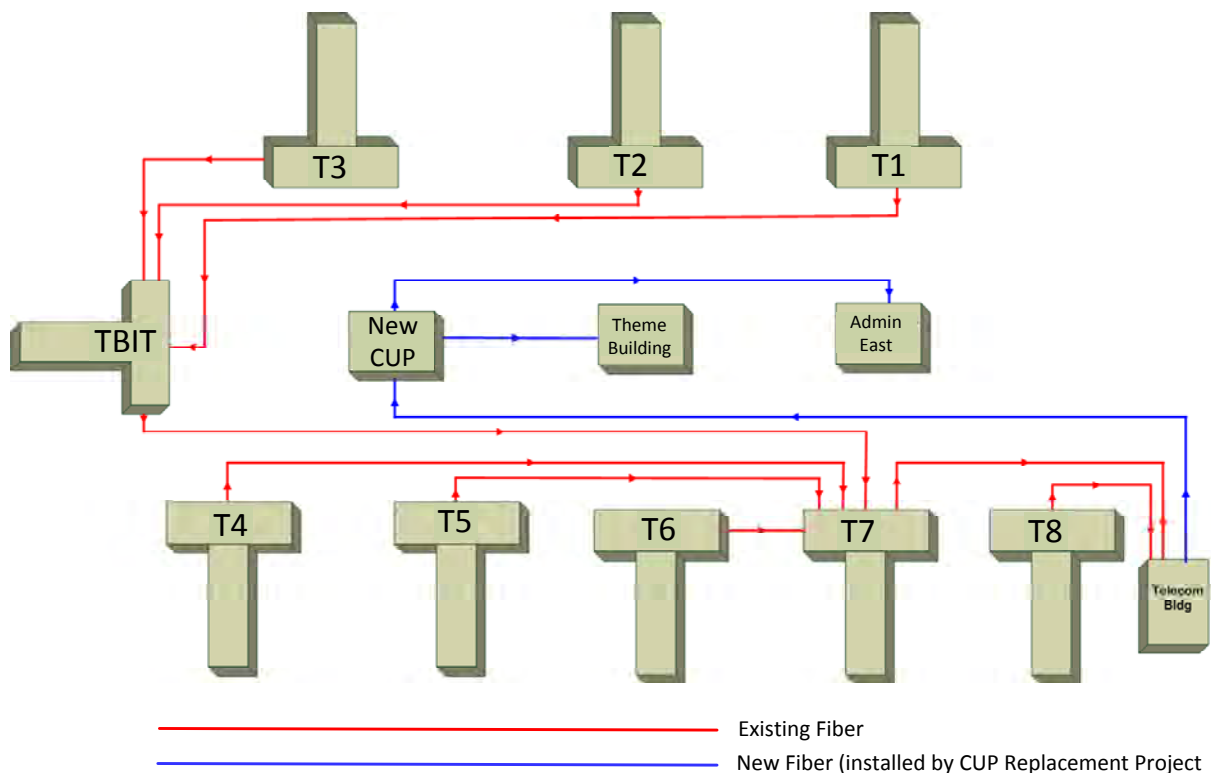 T3
T2
T1
TBIT
New
CUP
Theme
Building
Admin
East
T4
T5
T6
T7
T8
Telecom
Bldg
Existing Fiber
New Fiber (installed by CUP Replacement Project